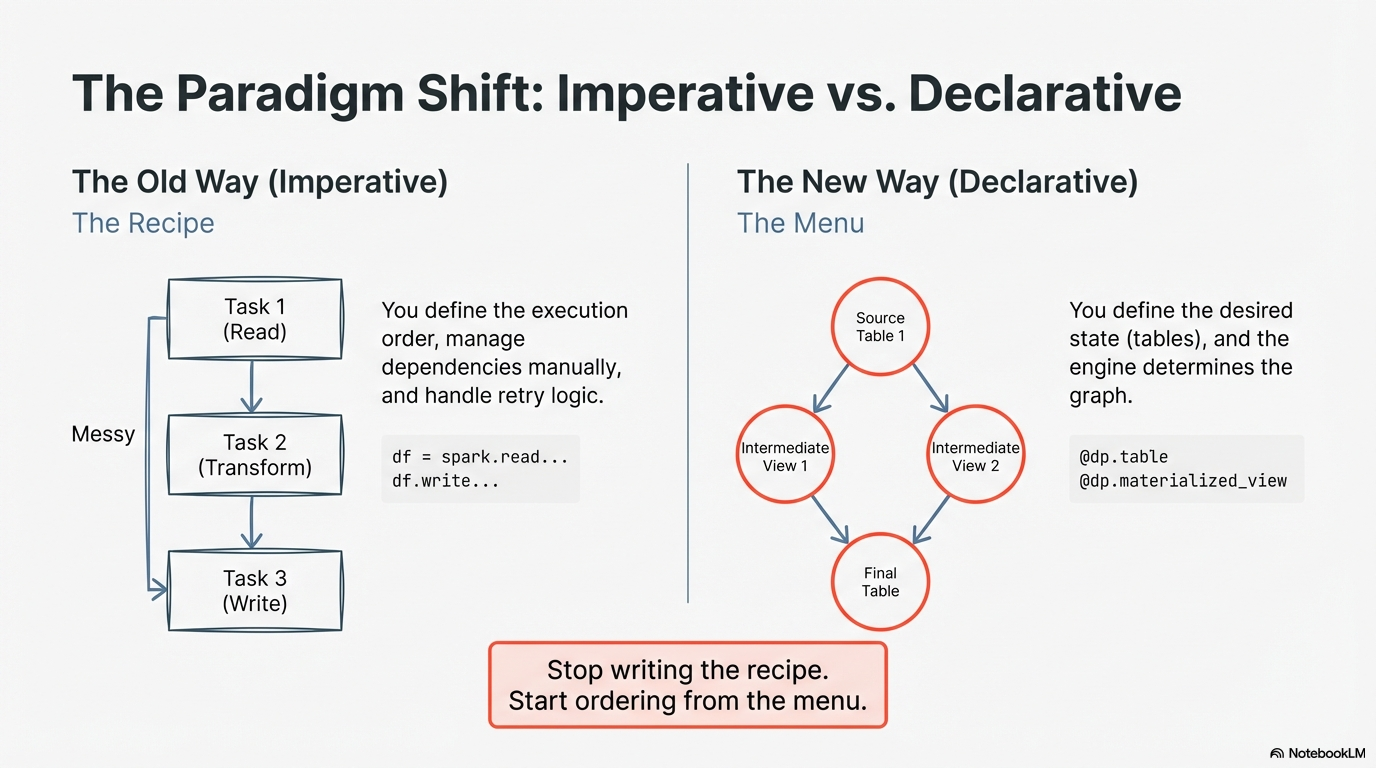 The Paradigm Shift: Imperative vs. Declarative
The Old Way (Imperative)
The Recipe
Messy
Task 1
(Read)
Task 2
(Transform)
Task 3
(Write)
You define the execution
order, manage
dependencies manually,
and handle retry logic.
df = spark.read...
df.write...
The New Way (Declarative)
The Menu
Source
Table 1
Intermediate
View 1
Intermediate
View 2
Final
Table
You define the desired
state (tables), and the
engine determines the
graph.
@dp.table
@dp.materialized_view
Stop writing the recipe.
Start ordering from the menu.
NotebookLM